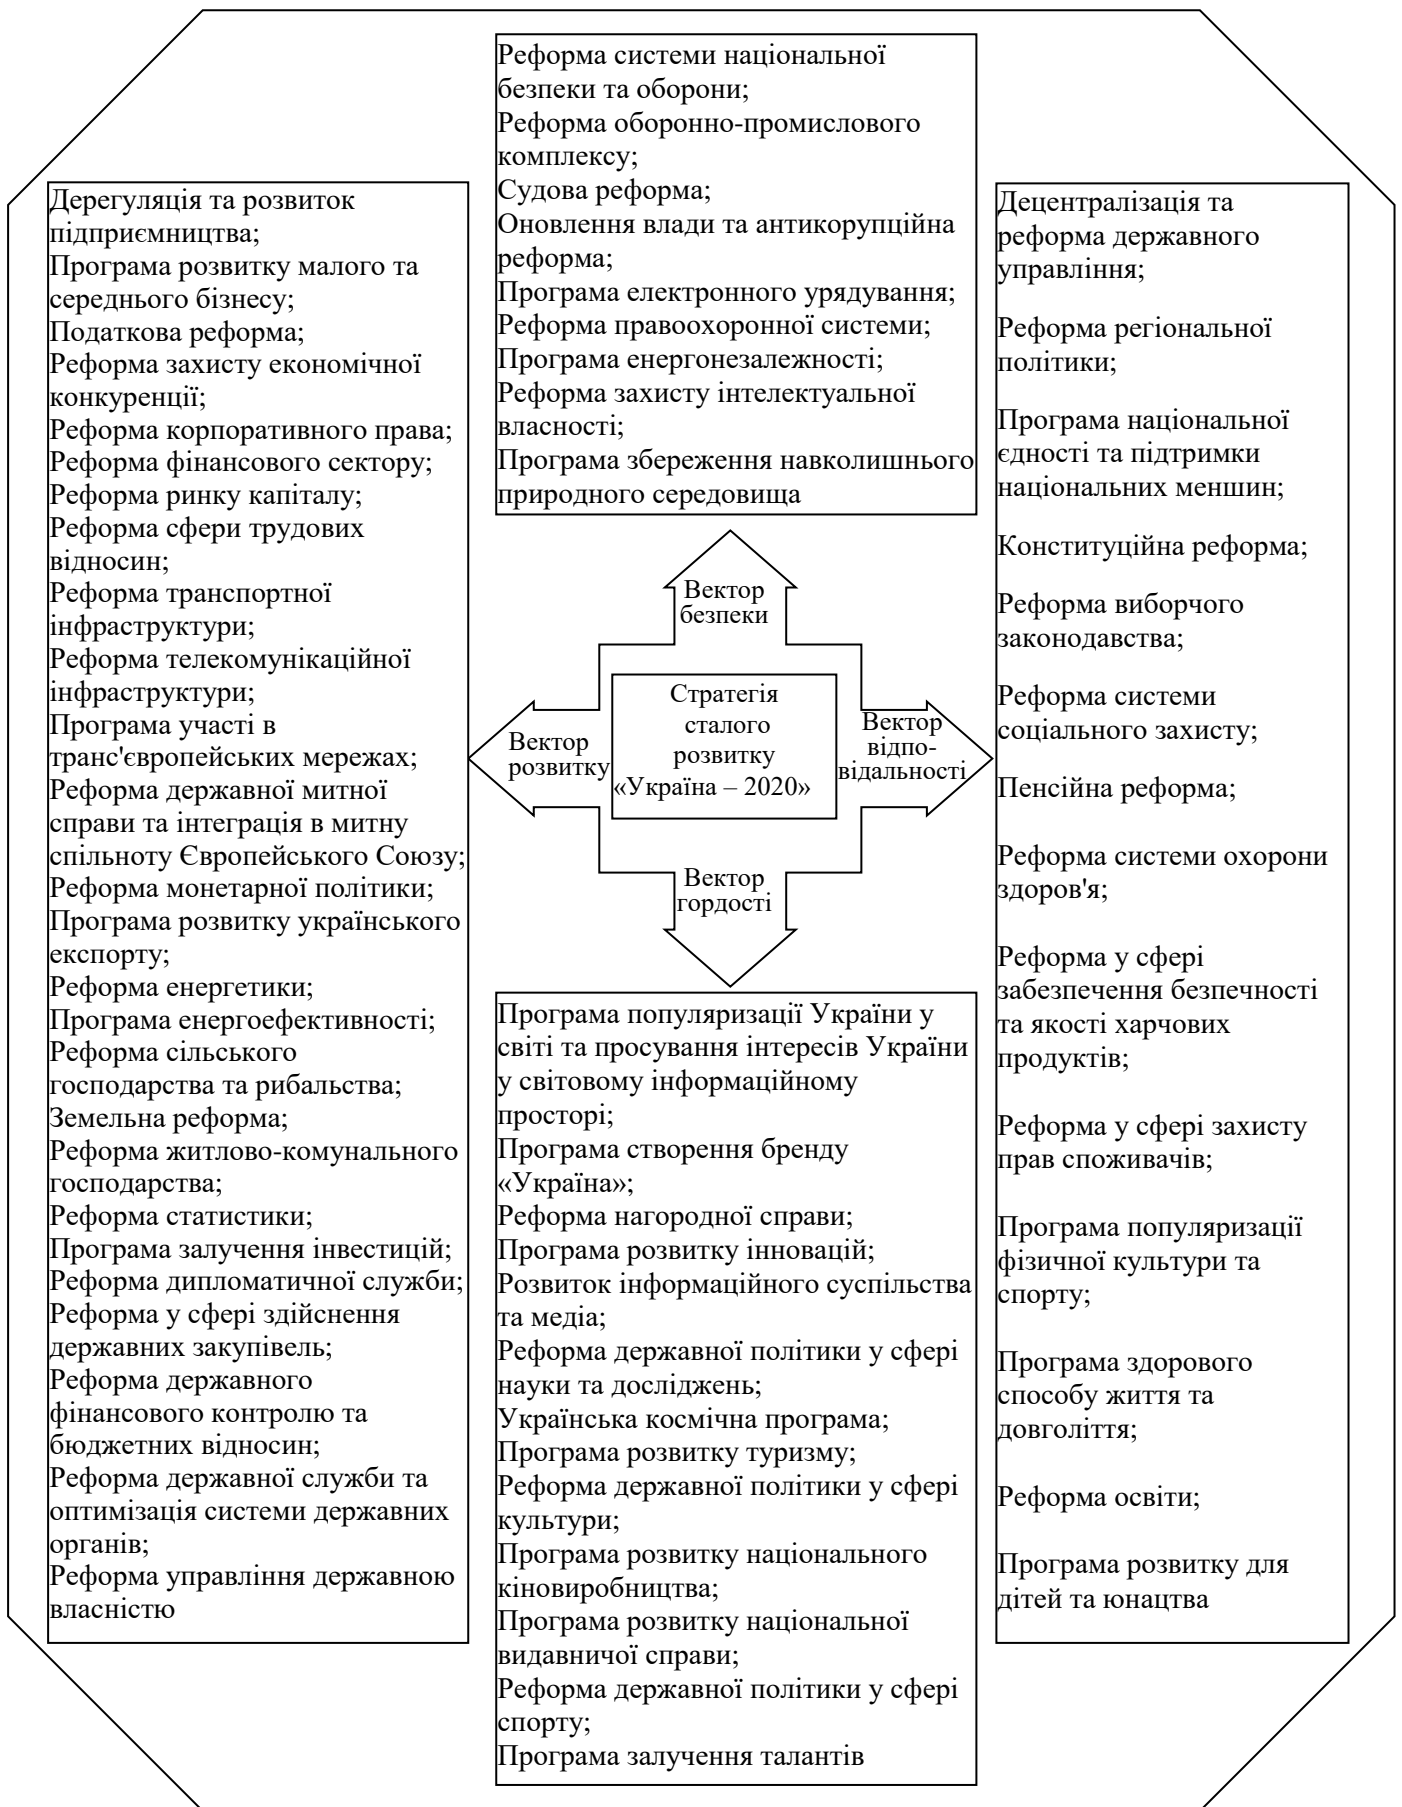 Реформа системи національної
безпеки та оборони;
Реформа оборонно-промислового
комплексу;
Судова реформа;
Оновлення влади та антикорупційна
реформа;
Програма електронного урядування;
Реформа правоохоронної системи;
Програма енергонезалежності;
Реформа захисту інтелектуальної
власності;
Програма збереження навколишнього
природного середовища
Дерегуляція та розвиток
підприємництва;
Програма розвитку малого та
середнього бізнесу;
Податкова реформа;
Реформа захисту економічної
конкуренції;
Реформа корпоративного права;
Реформа фінансового сектору;
Реформа ринку капіталу;
Реформа сфери трудових
відносин;
Реформа транспортної
інфраструктури;
Реформа телекомунікаційної
інфраструктури;
Програма участі в
транс'європейських мережах;
Реформа державної митної
справи та інтеграція в митну
спільноту Європейського Союзу;
Реформа монетарної політики;
Програма розвитку українського
експорту;
Реформа енергетики;
Програма енергоефективності;
Реформа сільського
господарства та рибальства;
Земельна реформа;
Реформа житлово-комунального
господарства;
Реформа статистики;
Програма залучення інвестицій;
Реформа дипломатичної служби;
Реформа у сфері здійснення
державних закупівель;
Реформа державного
фінансового контролю та
бюджетних відносин;
Реформа державної служби та
оптимізація системи державних
органів;
Реформа управління державною
власністю
Вектор
безпеки
Вектор
розвитку
Стратегія
сталого
розвитку
«Україна – 2020»
Вектор
відпо-
відальності
Вектор
гордості
Децентралізація та
реформа державного
управління;
Реформа регіональної
політики;
Програма національної
єдності та підтримки
національних меншин;
Конституційна реформа;
Реформа виборчого
законодавства;
Реформа системи
соціального захисту;
Пенсійна реформа;
Реформа системи охорони
здоров'я;
Реформа у сфері
забезпечення безпечності
та якості харчових
продуктів;
Реформа у сфері захисту
прав споживачів;
Програма популяризації
фізичної культури та
спорту;
Програма здорового
способу життя та
довголіття;
Реформа освіти;
Програма розвитку для
дітей та юнацтва
Програма популяризації України у
світі та просування інтересів України
у світовому інформаційному
просторі;
Програма створення бренду
«Україна»;
Реформа нагородної справи;
Програма розвитку інновацій;
Розвиток інформаційного суспільства
та медіа;
Реформа державної політики у сфері
науки та досліджень;
Українська космічна програма;
Програма розвитку туризму;
Реформа державної політики у сфері
культури;
Програма розвитку національного
кіновиробництва;
Програма розвитку національної
видавничої справи;
Реформа державної політики у сфері
спорту;
Програма залучення талантів